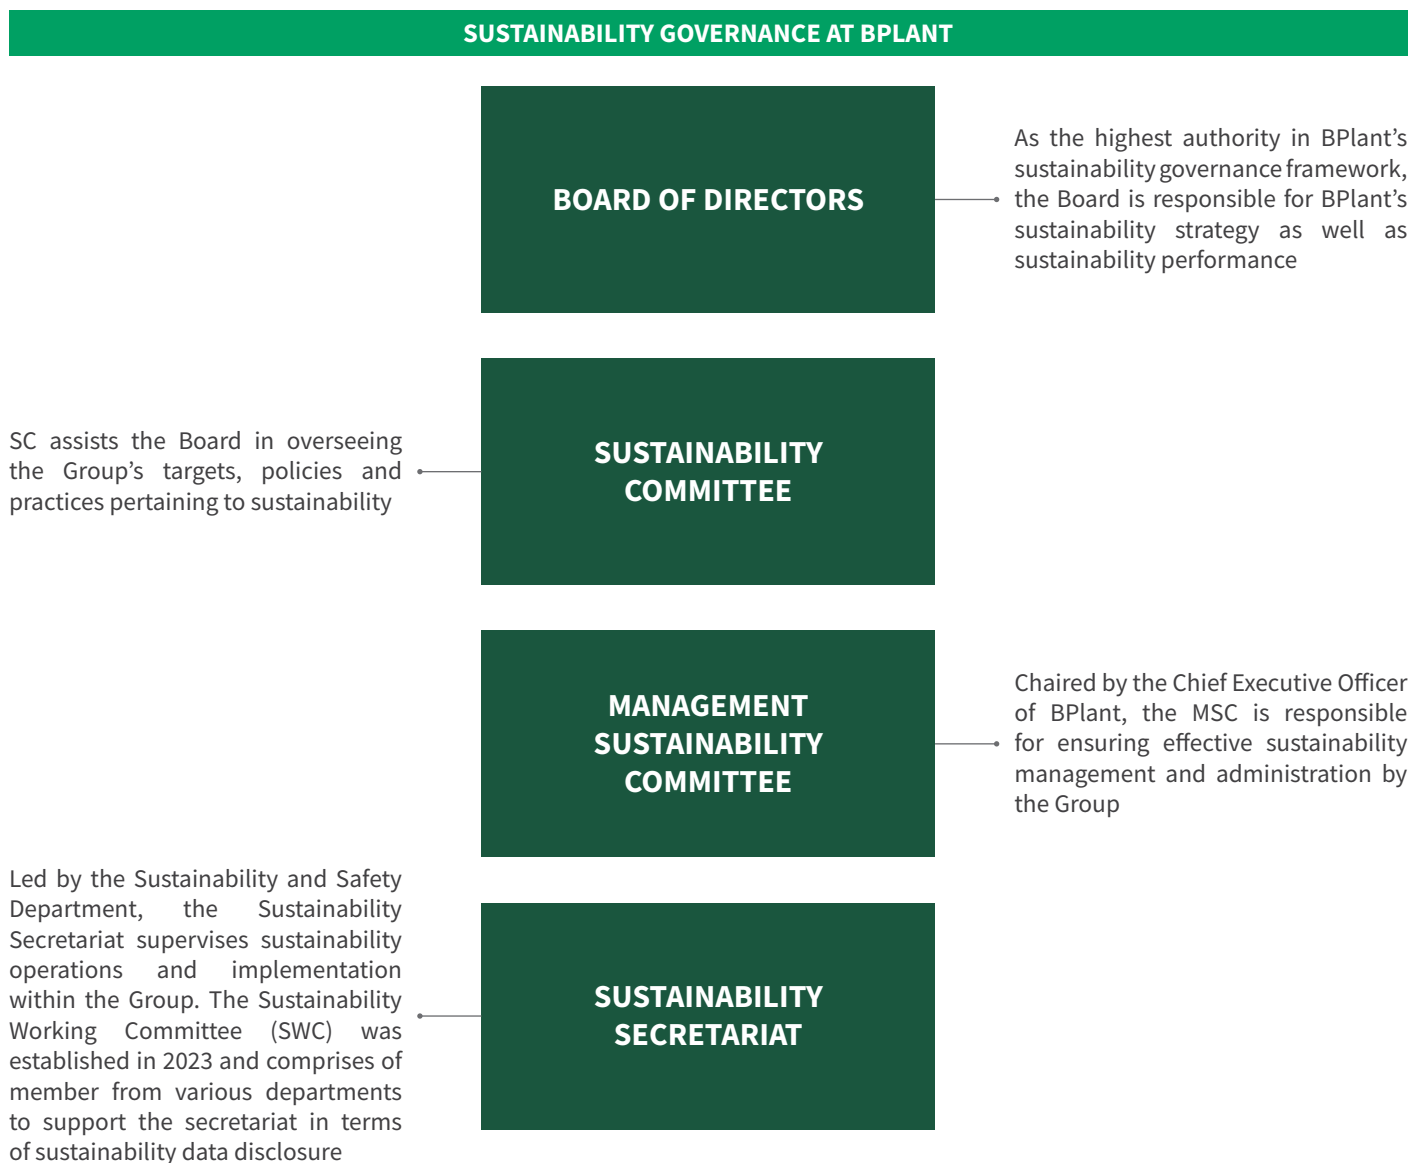 SUSTAINABILITY GOVERNANCE AT BPLANT
BOARD OF DIRECTORS
As the highest authority in BPlant’s
sustainability governance framework,
the Board is responsible for BPlant’s
sustainability strategy as well as
sustainability performance
SUSTAINABILITY
COMMITTEE
SC assists the Board in overseeing
the Group’s targets, policies and
practices pertaining to sustainability
MANAGEMENT
SUSTAINABILITY
COMMITTEE
Chaired by the Chief Executive Officer
of BPlant, the MSC is responsible
for ensuring effective sustainability
management and administration by
the Group
SUSTAINABILITY
SECRETARIAT
Led by the Sustainability and Safety
Department, the Sustainability
Secretariat supervises sustainability
operations and implementation
within the Group. The Sustainability
Working Committee (SWC) was
established in 2023 and comprises of
member from various departments
to support the secretariat in terms
of sustainability data disclosure